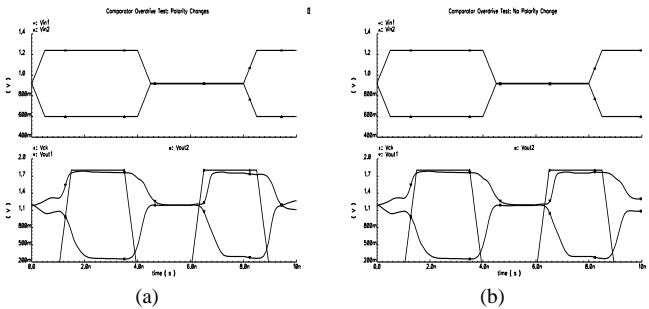 Comparator Overdrive Test: Polarity Changes
▫: Vin1
▵: Vin2
1.4
1.2
1.0
800m
600m
400m
( V )
▫: Vck
▿: Vout1
▫: Vout2
2.0
1.7
1.4
1.1
800m
500m
200m
( V )
0.0
2.0n
4.0n
6.0n
8.0n
10n
time ( s )
(a)
Comparator Overdrive Test: No Polarity Change
▫: Vin1
▵: Vin2
1.4
1.2
1.0
800m
600m
400m
( V )
▫: Vck
▿: Vout1
▫: Vout2
2.0
1.7
1.4
1.1
800m
500m
200m
( V )
0.0
2.0n
4.0n
6.0n
8.0n
10n
time ( s )
(b)